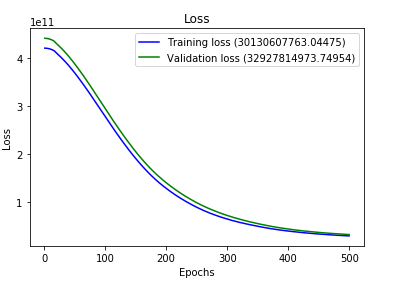 Loss
1e11
Training loss (30130607763.04475)
Validation loss (32927814973.74954)
4
3
2
1
Loss
0 100 200 300 400 500
Epochs